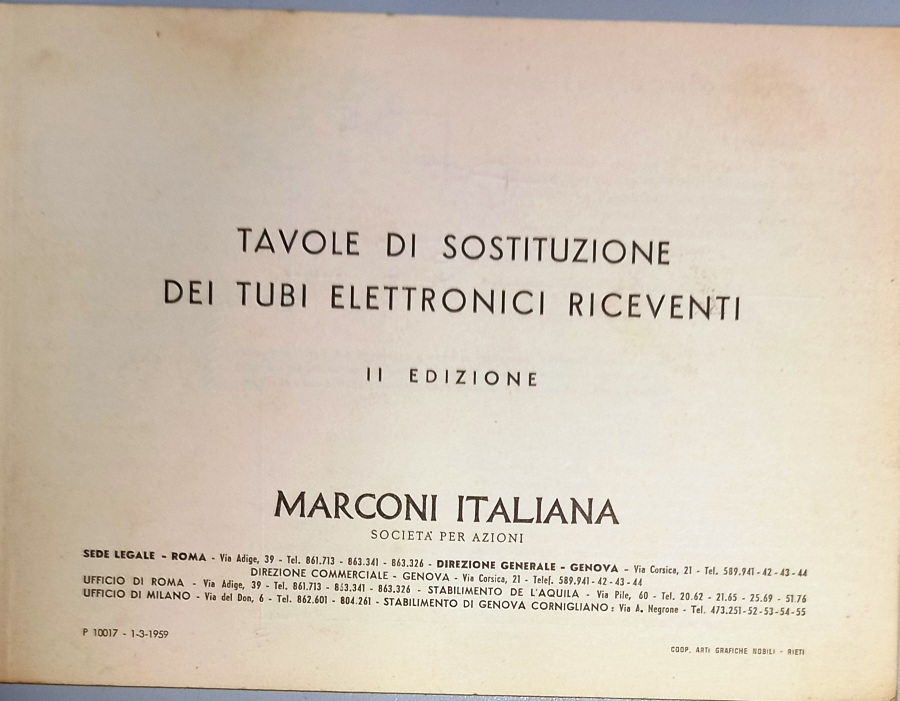 TAVOLE DI SOSTITUZIONE
DEI TUBI ELETTRONICI RICEVENTI
II EDIZIONE
MARCONI ITALIANA
SOCIETA' PER AZIONI
SEDE LEGALE - ROMA - Via Adige, 39 - Tel. 861.713 - 863.341 - 863.326 - DIREZIONE GENERALE - GENOVA - Via Corsica, 21 - Tel. 589.941 - 42 - 43 - 44
DIREZIONE COMMERCIALE - GENOVA - Via Corsica, 21 - Telef. 589.941 - 42 - 43 - 44
UFFICIO DI ROMA - Via Adige, 39 - Tel. 861.713 - 863.341 - 863.326 - STABILIMENTO DE L'AQUILA - Via Pile, 60 - Tel. 20.62 - 21.65 - 25.69 - 51.76
UFFICIO DI MILANO - Via del Don, 6 - Tel. 862.601 - 804.261 - STABILIMENTO DI GENOVA CORNIGLIANO : Via A. Negrone - Tel. 473.251-52-53-54-55
P 10017 - 1-3-1959
COOP. ARTI GRAFICHE NOBILI - RIETI